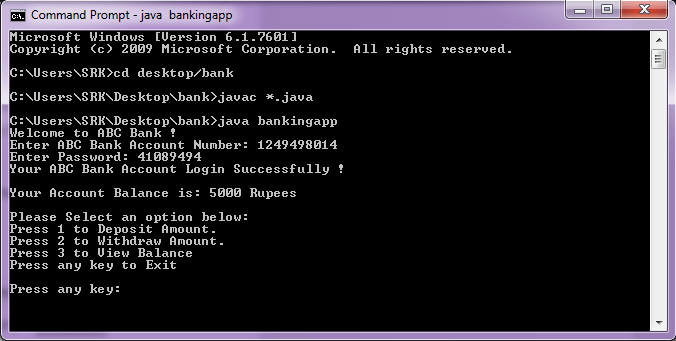 Command Prompt - java bankingapp
Microsoft Windows [Version 6.1.7601]
Copyright (c) 2009 Microsoft Corporation.  All rights reserved.
C:\Users\SRK>cd desktop/bank
C:\Users\SRK\Desktop\bank>javac *.java
C:\Users\SRK\Desktop\bank>java bankingapp
Welcome to ABC Bank !
Enter ABC Bank Account Number: 1249498014
Enter Password: 41089494
Your ABC Bank Account Login Successfully !
Your Account Balance is: 5000 Rupees
Please Select an option below:
Press 1 to Deposit Amount.
Press 2 to Withdraw Amount.
Press 3 to View Balance
Press any key to Exit
Press any key: